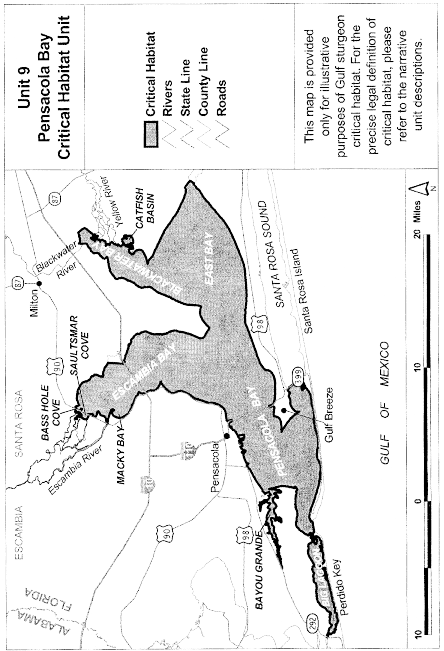 Unit 9
Pensacola Bay
Critical Habitat Unit
Critical Habitat
Rivers
State Line
County Line
Roads
This map is provided
only for illustrative
purposes of Gulf sturgeon
critical habitat. For the
precise legal definition of
critical habitat, please
refer to the narrative
unit descriptions.
ALABAMA
FLORIDA
ESCAMBIA
SANTA ROSA
Escambia River
BASS HOLE
COVE
SAULTSMAR
COVE
MACKY BAY
90
87
Milton
Blackwater
River
87
Yellow River
CATFISH
BASIN
BLACKWATER BAY
ESCAMBIA BAY
EAST BAY
90
Pensacola
98
BAYOU GRANDE
PENSACOLA BAY
98
SANTA ROSA SOUND
Santa Rosa Island
399
Gulf Breeze
292
Perdido Key
GULF OF MEXICO
10
0
20 Miles
N